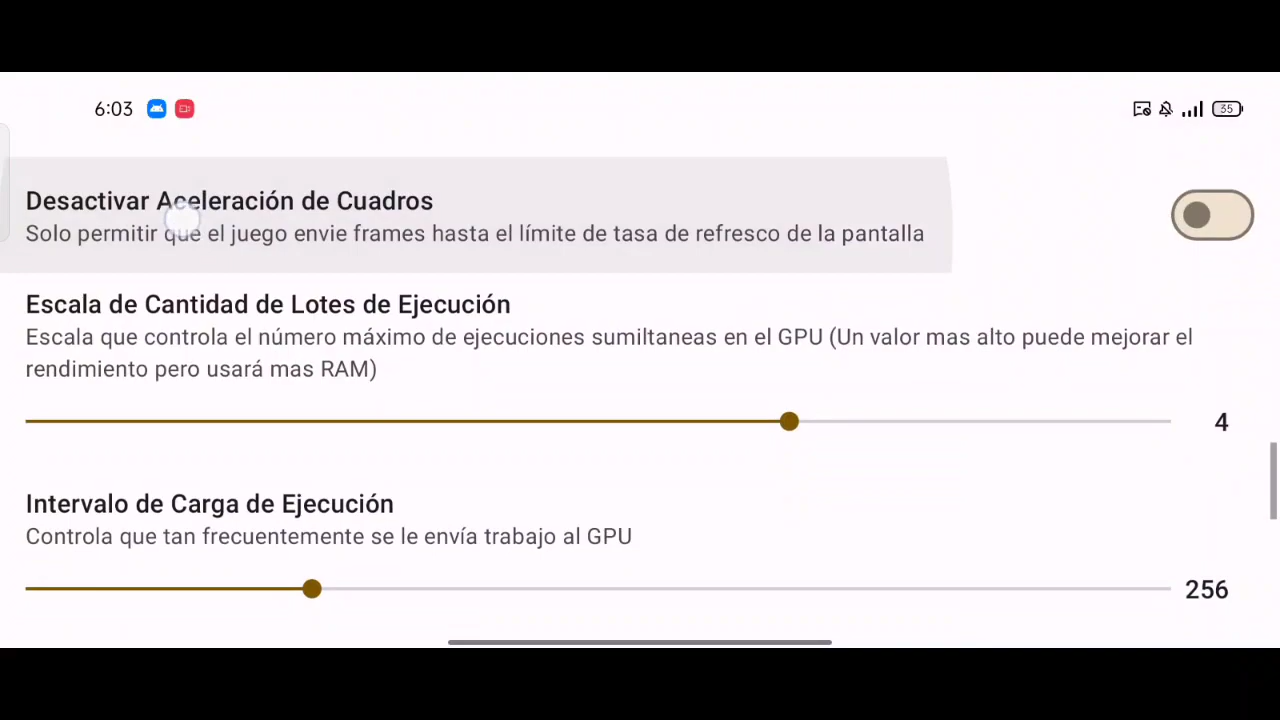 6:03
35
Desactivar Aceleración de Cuadros
Solo permitir que el juego envie frames hasta el límite de tasa de refresco de la pantalla
Escala de Cantidad de Lotes de Ejecución
Escala que controla el número máximo de ejecuciones sumiltaneas en el GPU (Un valor mas alto puede mejorar el
rendimiento pero usará mas RAM)
4
Intervalo de Carga de Ejecución
Controla que tan frecuentemente se le envía trabajo al GPU
256